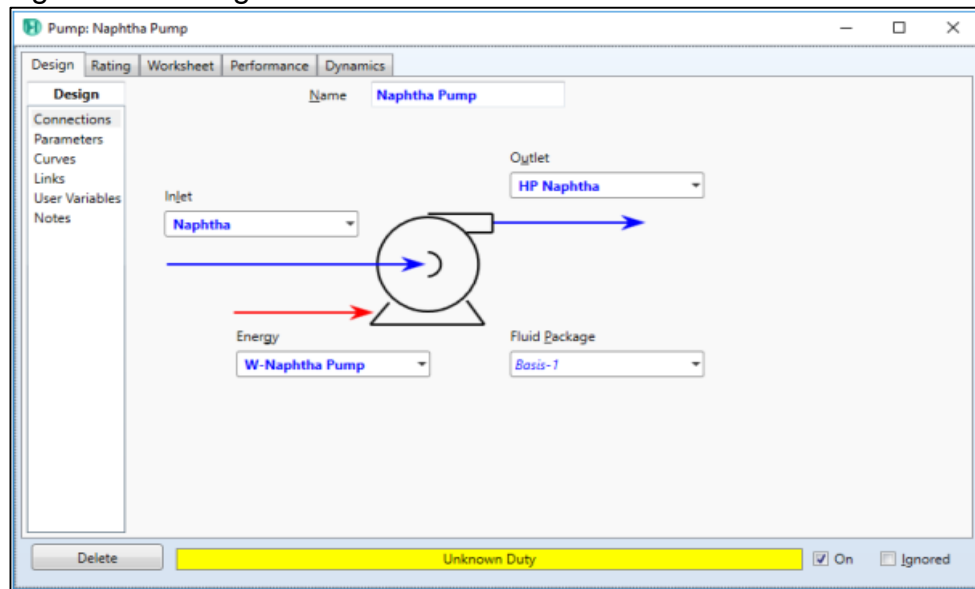 Pump: Naphtha Pump
Design Rating Worksheet Performance Dynamics
Design
Connections
Parameters
Curves
Links
User Variables
Notes
Name Naphtha Pump
Outlet
HP Naphtha
Inlet
Naphtha
Energy
W-Naphtha Pump
Fluid Package
Basis-1
Delete Unknown Duty On Ignored